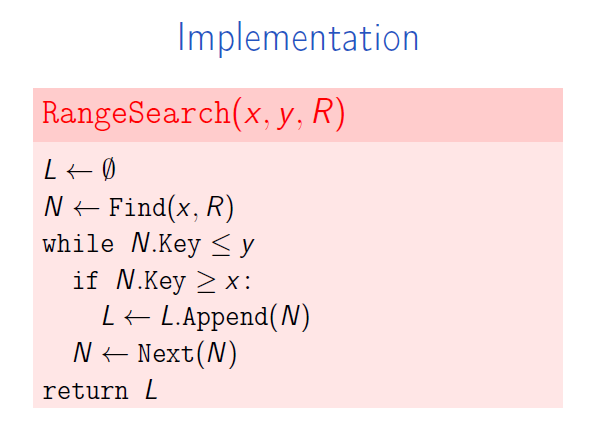 Implementation
RangeSearch(x, y, R)
L ← ∅
N ← Find(x, R)
while N.Key ≤ y
if N.Key ≥ x:
L ← L.Append(N)
N ← Next(N)
return L